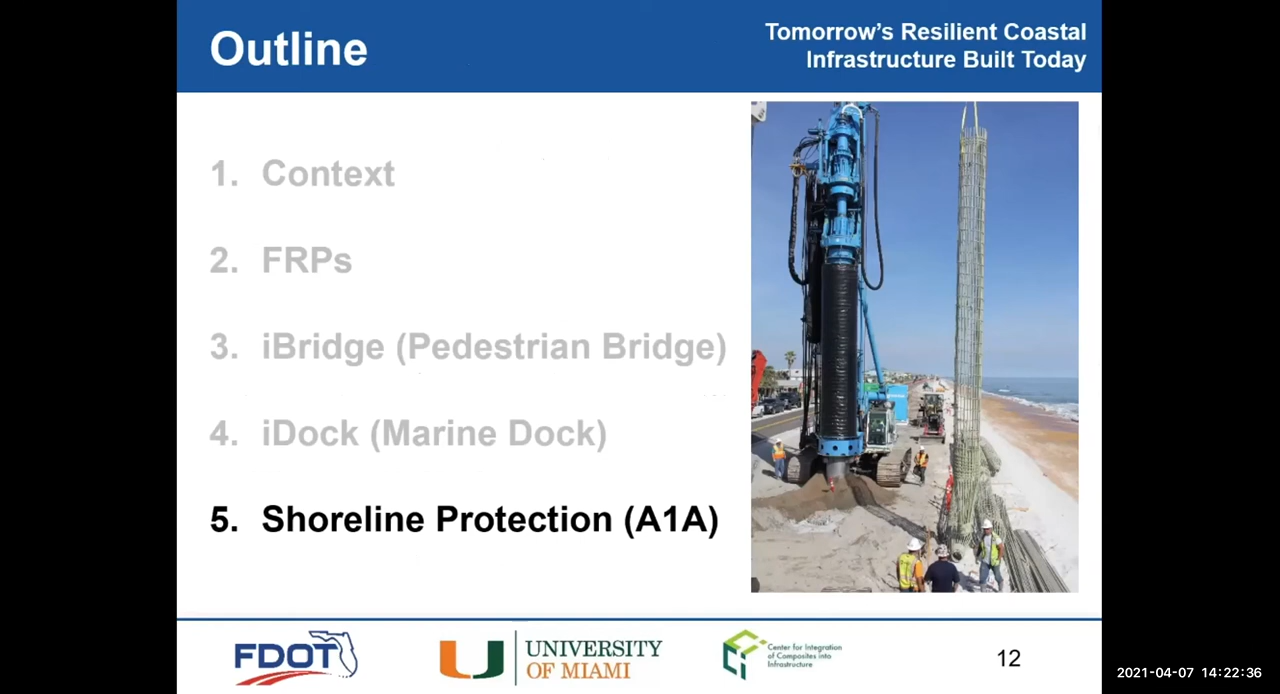 Outline
Tomorrow's Resilient Coastal
Infrastructure Built Today
1. Context
2. FRPs
3. iBridge (Pedestrian Bridge)
4. iDock (Marine Dock)
5. Shoreline Protection (A1A)
FDOT
UNIVERSITY
OF MIAMI
Center for Integration
of Composites into
Infrastructure
12
2021-04-07 14:22:36